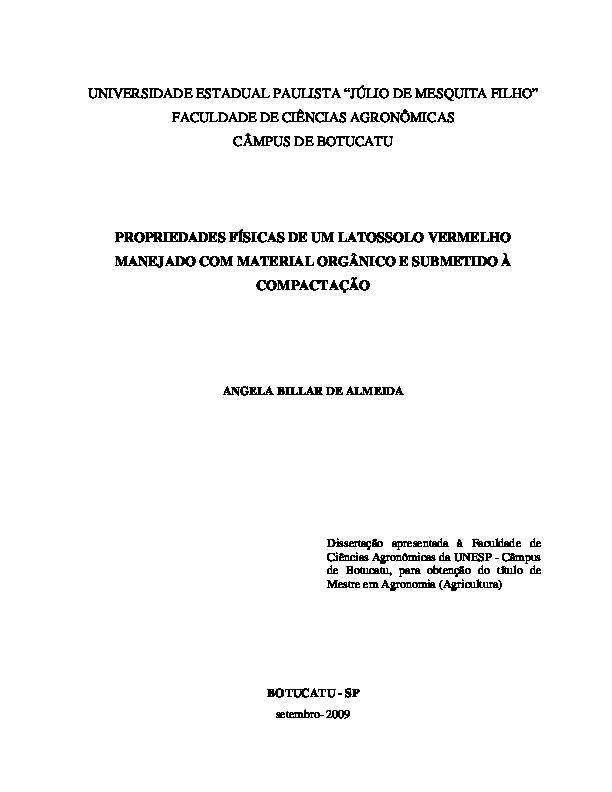 UNIVERSIDADE ESTADUAL PAULISTA “JÚLIO DE MESQUITA FILHO”
FACULDADE DE CIÊNCIAS AGRONÔMICAS
CÂMPUS DE BOTUCATU
PROPRIEDADES FÍSICAS DE UM LATOSSOLO VERMELHO
MANEJADO COM MATERIAL ORGÂNICO E SUBMETIDO À
COMPACTAÇÃO
ANGELA BILLAR DE ALMEIDA
Dissertação apresentada à Faculdade de
Ciências Agronômicas da UNESP - Câmpus
de Botucatu, para obtenção do título de
Mestre em Agronomia (Agricultura)
BOTUCATU - SP
setembro- 2009